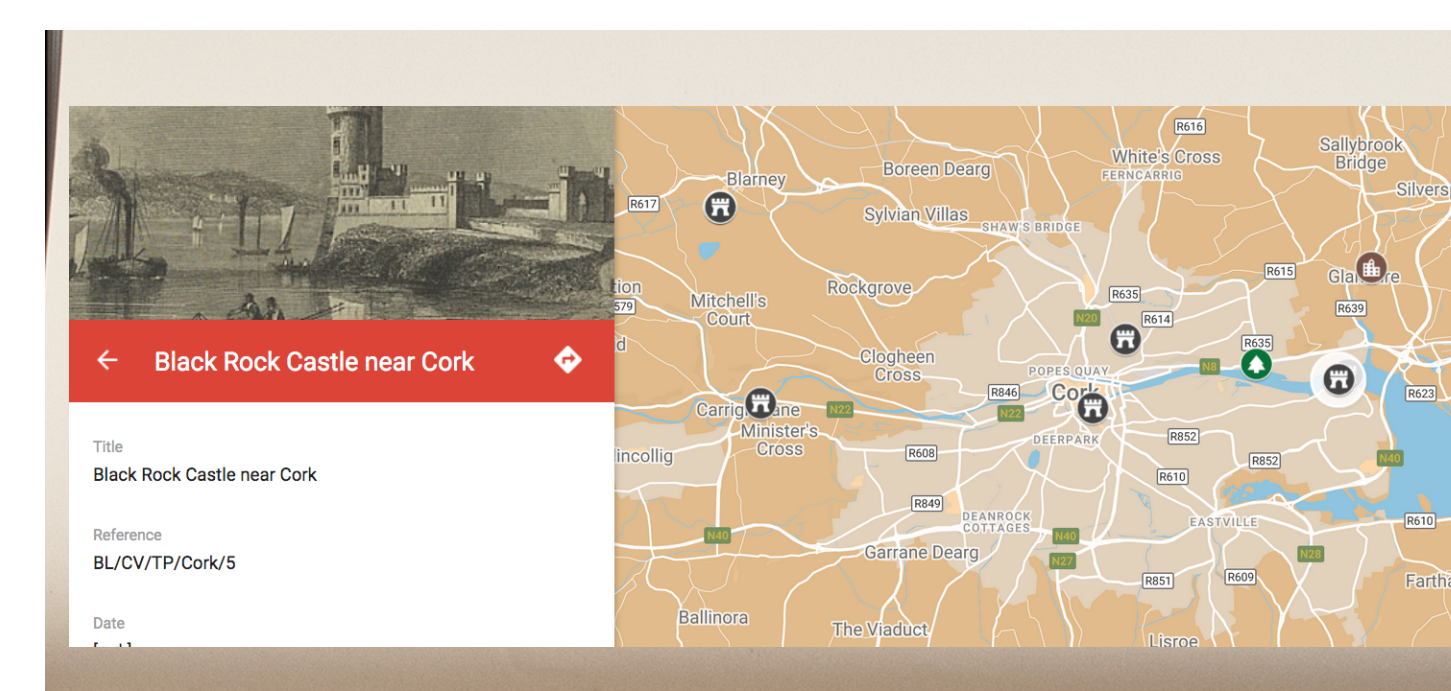 Black Rock Castle near Cork
Title
Black Rock Castle near Cork
Reference
BL/CV/TP/Cork/5
Date
R616
Sallybrook
Bridge
White's Cross
FERNCARRIG
Boreen Dearg
Blarney
R617
Sylvian Villas
SHAW'S BRIDGE
R615
Rockgrove
Mitchell's
Court
R635
R639
N20
R614
R635
Clogheen
Cross
POPES QUAY
N8
R846
Cork
R623
N22
N22
Minister's
Cross
DEERPARK
R852
R608
R852
N40
R610
R849
DEANROCK
COTTAGES
EASTVILLE
R610
N40
N40
Garrane Dearg
N27
N28
R851
R609
Ballinora
The Viaduct
Lisroe